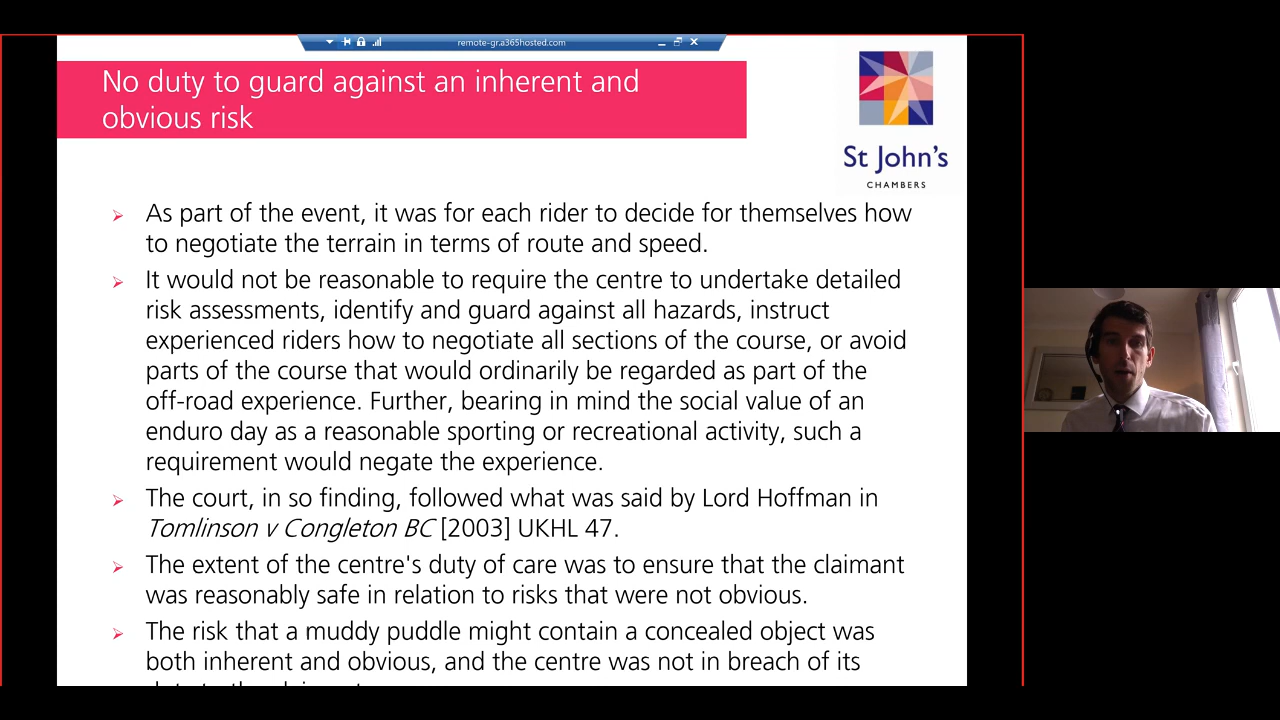 remote-gr.a365hosted.com
No duty to guard against an inherent and
obvious risk
St John's
CHAMBERS
As part of the event, it was for each rider to decide for themselves how
to negotiate the terrain in terms of route and speed.
It would not be reasonable to require the centre to undertake detailed
risk assessments, identify and guard against all hazards, instruct
experienced riders how to negotiate all sections of the course, or avoid
parts of the course that would ordinarily be regarded as part of the
off-road experience. Further, bearing in mind the social value of an
enduro day as a reasonable sporting or recreational activity, such a
requirement would negate the experience.
The court, in so finding, followed what was said by Lord Hoffman in
Tomlinson v Congleton BC [2003] UKHL 47.
The extent of the centre's duty of care was to ensure that the claimant
was reasonably safe in relation to risks that were not obvious.
The risk that a muddy puddle might contain a concealed object was
both inherent and obvious, and the centre was not in breach of its